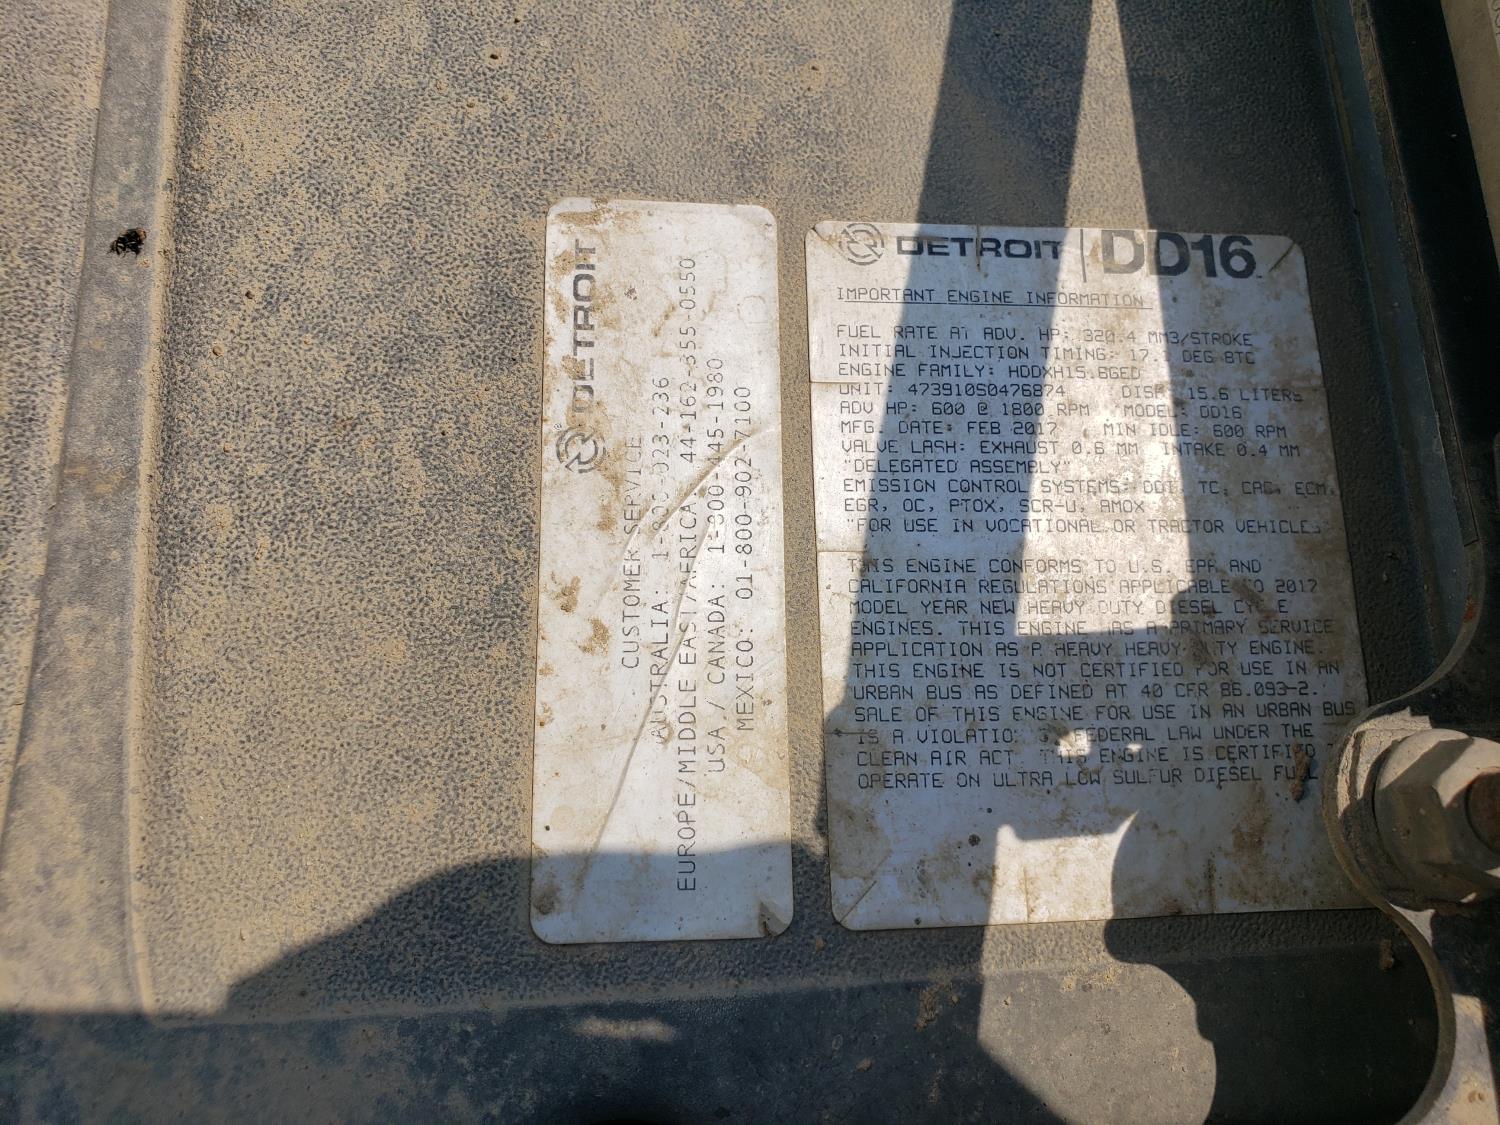 DETROIT
CUSTOMER SERVICE
AUSTRALIA: 023-236
EUROPE/MIDDLE EAST/AFRICA: 44-162-355-0550
USA / CANADA: 1-800-445-1980
MEXICO: 01-800-902-7100
DETROIT DD16
IMPORTANT ENGINE INFORMATION
FUEL RATE AT ADV. HP: 320.4 MM3/STROKE
INITIAL INJECTION TIMING: DEG BTC
ENGINE FAMILY: HDDXH15.6GED
UNIT: 473910S0476874 DISP: 15.6 LITERS
ADV HP: 600 @ 1800 RPM MODEL: DD16
MFG. DATE: FEB 2017 MIN IDLE: 600 RPM
VALVE LASH: EXHAUST 0.6 MM INTAKE 0.4 MM
"DELEGATED ASSEMBLY"
EMISSION CONTROL SYSTEMS: DDI, TC, CAC, ECM,
EGR, OC, PTOX, SCR-U, AMOX
"FOR USE IN VOCATIONAL OR TRACTOR VEHICLES"
THIS ENGINE CONFORMS TO U.S. EPA AND
CALIFORNIA REGULATIONS APPLICABLE TO 2017
MODEL YEAR NEW HEAVY DUTY DIESEL CYCLE
ENGINES. THIS ENGINE HAS A PRIMARY SERVICE
APPLICATION AS A HEAVY HEAVY-DUTY ENGINE.
THIS ENGINE IS NOT CERTIFIED FOR USE IN AN
URBAN BUS AS DEFINED AT 40 CFR 86.093-2.
SALE OF THIS ENGINE FOR USE IN AN URBAN BUS
IS A VIOLATION OF FEDERAL LAW UNDER THE
CLEAN AIR ACT. THIS ENGINE IS CERTIFIED TO
OPERATE ON ULTRA LOW SULFUR DIESEL FUEL